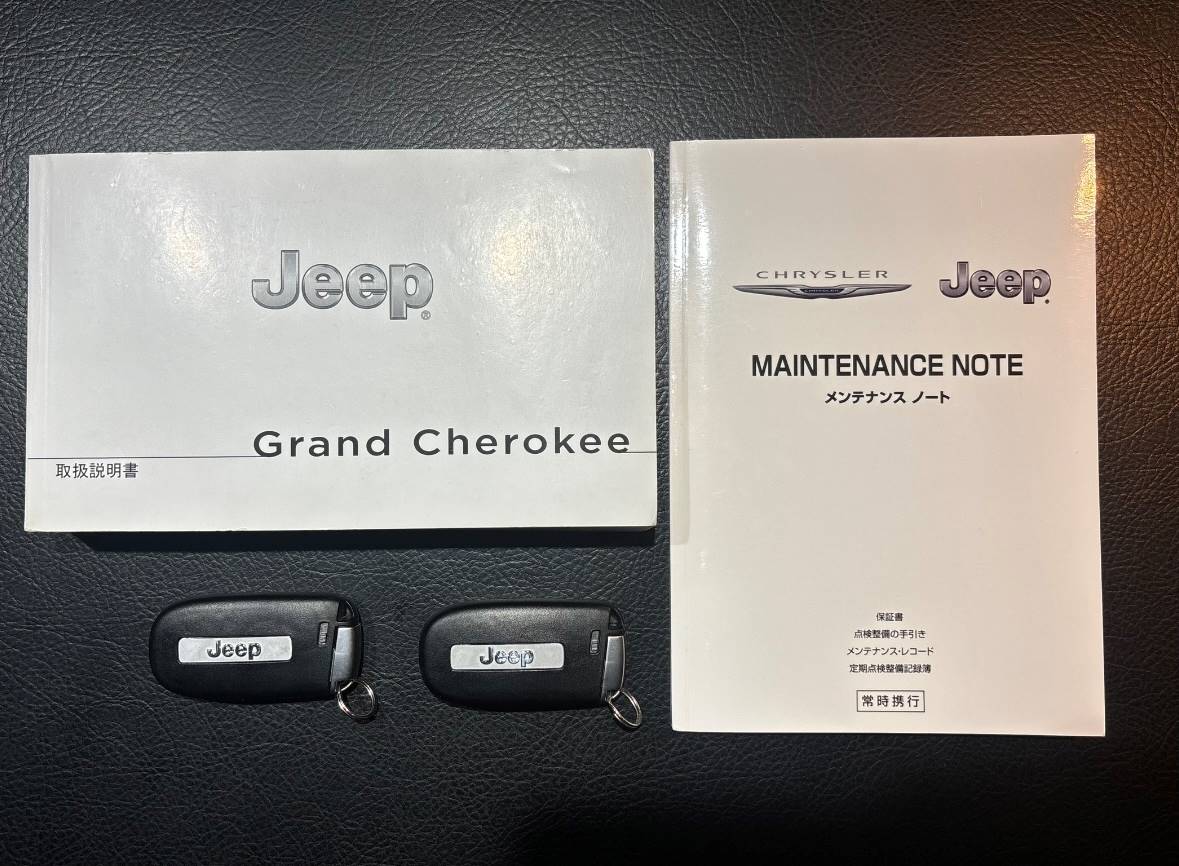 Jeep®
Grand Cherokee
取扱説明書
CHRYSLER
CHRYSLER
Jeep
MAINTENANCE NOTE
メンテナンス ノート
保証書
点検整備の手引き
メンテナンス・レコード
定期点検整備記録簿
常時携行
Jeep
Jeep